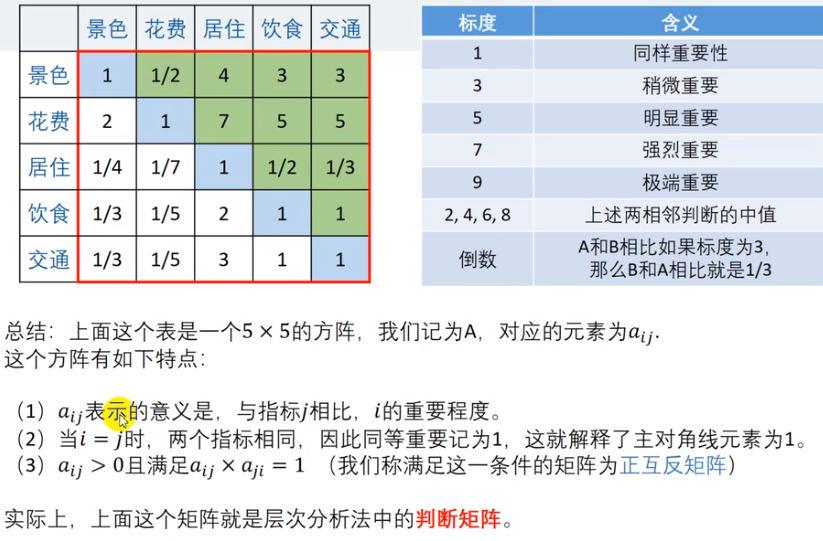 景色 花费 居住 饮食 交通
景色 1 1/2 4 3 3
花费 2 1 7 5 5
居住 1/4 1/7 1 1/2 1/3
饮食 1/3 1/5 2 1 1
交通 1/3 1/5 3 1 1
标度 含义
1 同样重要性
3 稍微重要
5 明显重要
7 强烈重要
9 极端重要
2, 4, 6, 8 上述两相邻判断的中值
倒数 A和B相比如果标度为3，
那么B和A相比就是1/3
总结：上面这个表是一个5 × 5的方阵，我们记为A，对应的元素为aij.
这个方阵有如下特点：
（1）aij表示的意义是，与指标j相比，i的重要程度。
（2）当i = j时，两个指标相同，因此同等重要记为1，这就解释了主对角线元素为1。
（3）aij > 0且满足aij × aji = 1 （我们称满足这一条件的矩阵为正互反矩阵）
实际上，上面这个矩阵就是层次分析法中的判断矩阵。